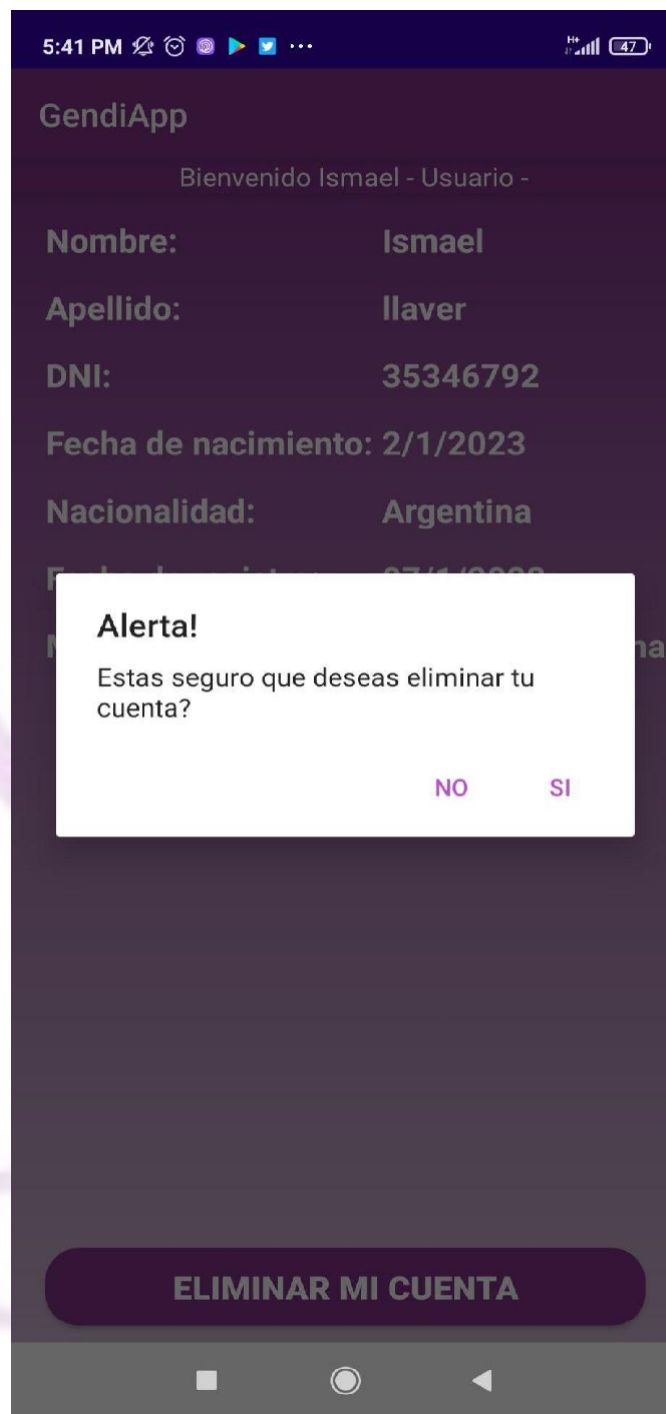 5:41 PM
H+
47
GendiApp
Bienvenido Ismael - Usuario -
Nombre: Ismael
Apellido: llaver
DNI: 35346792
Fecha de nacimiento: 2/1/2023
Nacionalidad: Argentina
Alerta!
Estas seguro que deseas eliminar tu
cuenta?
NO SI
ELIMINAR MI CUENTA